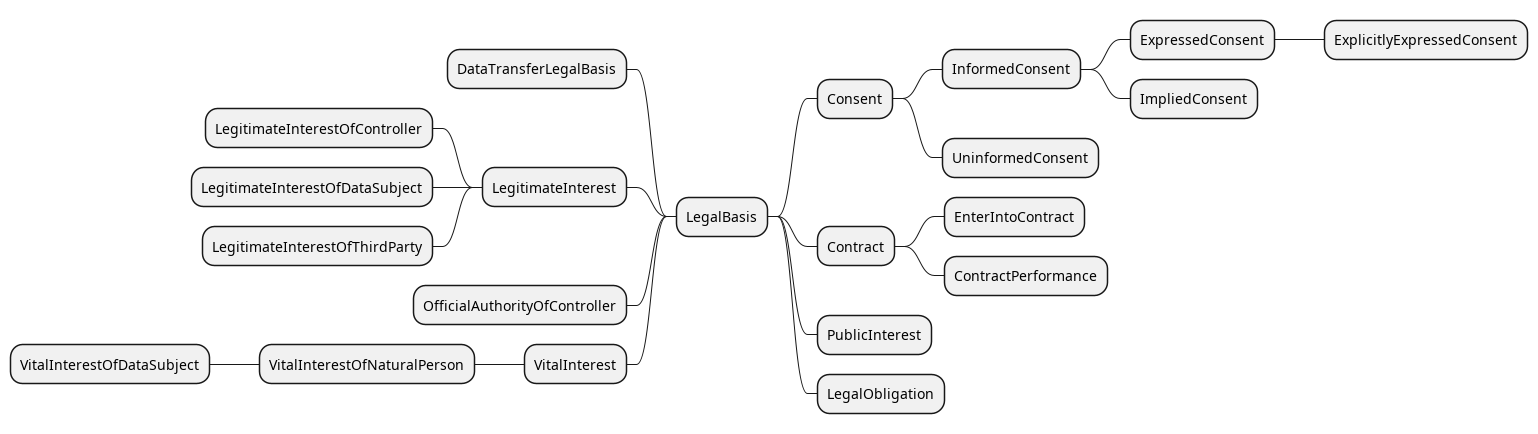 ExpressedConsent
ExplicitlyExpressedConsent
DataTransferLegalBasis
InformedConsent
Consent
ImpliedConsent
LegitimateInterestOfController
UninformedConsent
LegitimateInterestOfDataSubject
LegitimateInterest
LegalBasis
EnterIntoContract
LegitimateInterestOfThirdParty
Contract
ContractPerformance
OfficialAuthorityOfController
PublicInterest
VitalInterestOfDataSubject
VitalInterestOfNaturalPerson
VitalInterest
LegalObligation